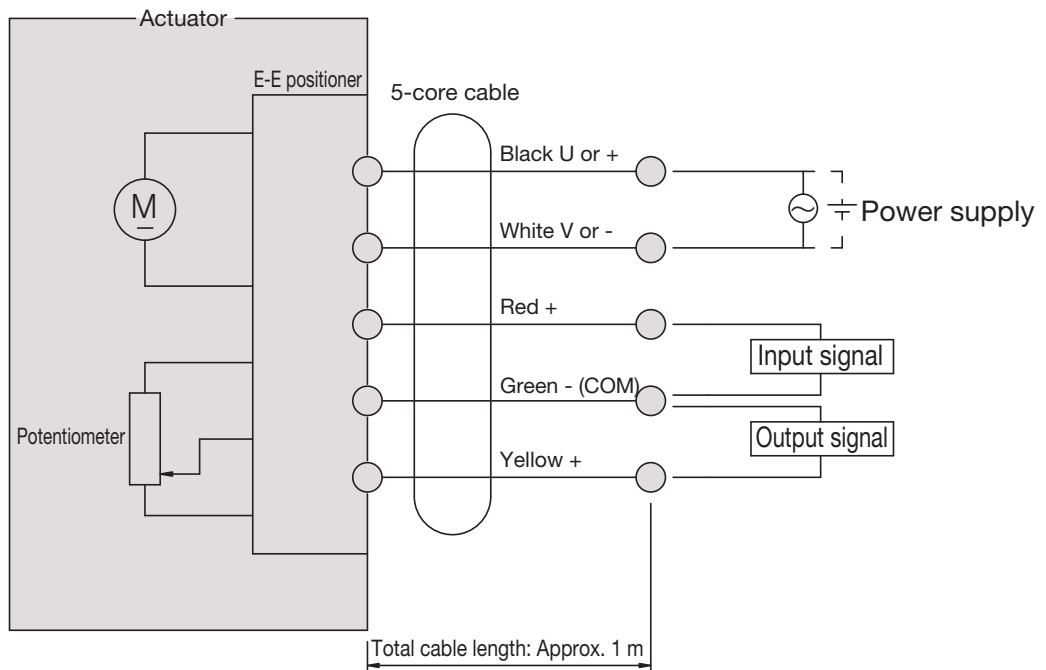 Actuator
E-E positioner
5-core cable
Black U or +
M
Power supply
White V or -
Red +
Input signal
Green - (COM)
Potentiometer
Output signal
Yellow +
Total cable length: Approx. 1 m